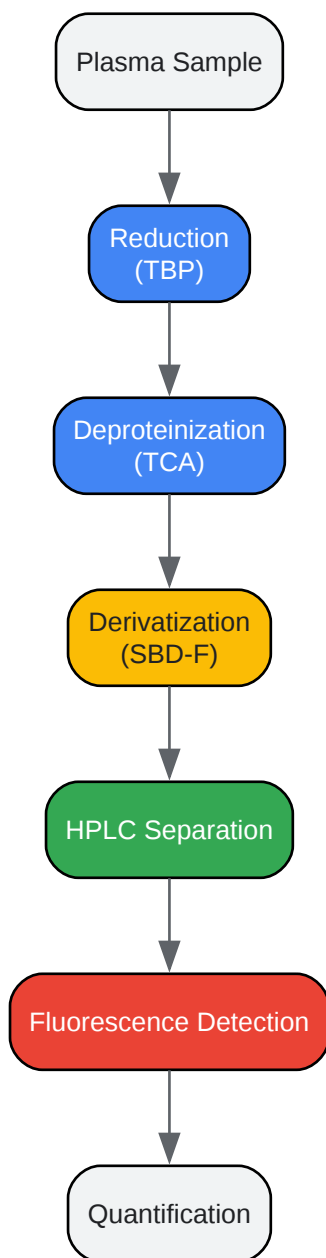 Plasma Sample
Reduction
(TBP)
Deproteinization
(TCA)
Derivatization
(SBD-F)
HPLC Separation
Fluorescence Detection
Quantification